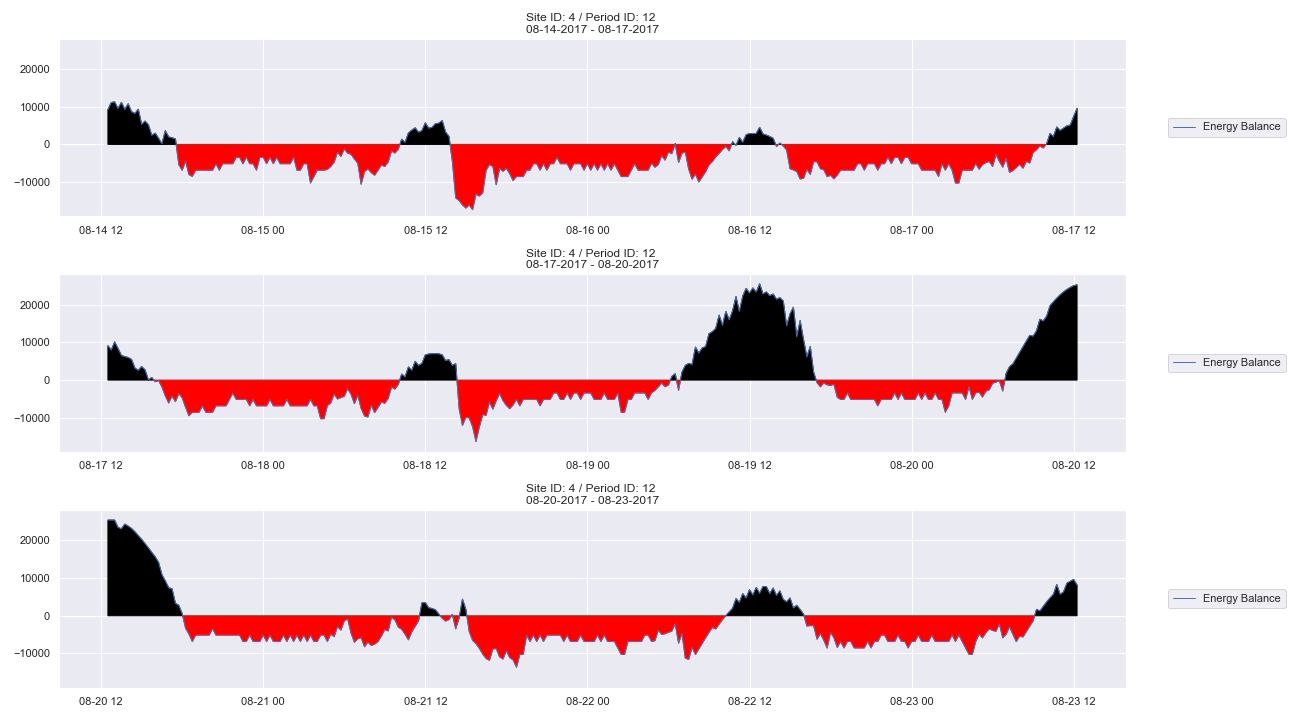 Site ID: 4 / Period ID: 12
08-14-2017 - 08-17-2017
20000
10000
0
−10000
08-14 12 08-15 00 08-15 12 08-16 00 08-16 12 08-17 00 08-17 12
Energy Balance
Site ID: 4 / Period ID: 12
08-17-2017 - 08-20-2017
20000
10000
0
−10000
08-17 12 08-18 00 08-18 12 08-19 00 08-19 12 08-20 00 08-20 12
Energy Balance
Site ID: 4 / Period ID: 12
08-20-2017 - 08-23-2017
20000
10000
0
−10000
08-20 12 08-21 00 08-21 12 08-22 00 08-22 12 08-23 00 08-23 12
Energy Balance